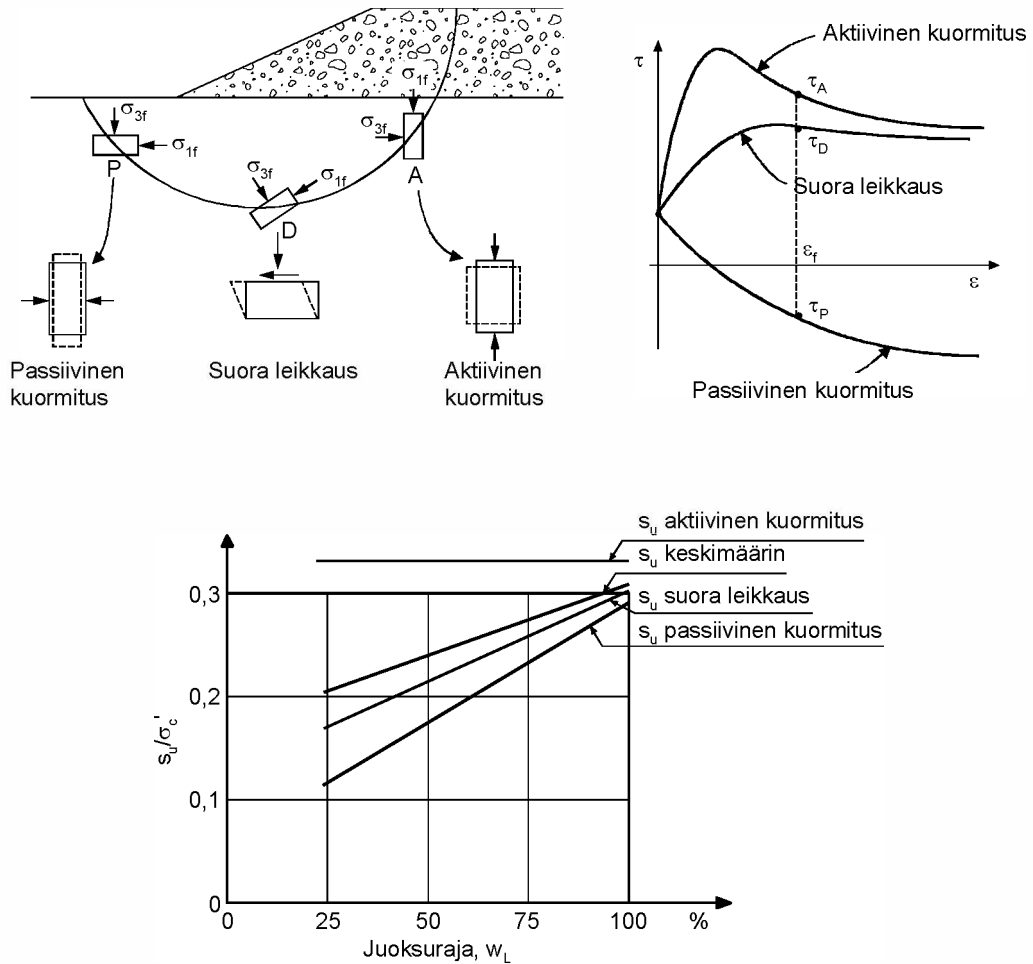 σ3f
σ1f
P
σ3f
σ1f
D
σ1f
σ3f
A
Passiivinen
kuormitus
Suora leikkaus
Aktiivinen
kuormitus
τ
Aktiivinen kuormitus
τA
τD
Suora leikkaus
εf
ε
τP
Passiivinen kuormitus
su aktiivinen kuormitus
su keskimäärin
su suora leikkaus
su passiivinen kuormitus
su/σc'
0,3
0,2
0,1
0
0 25 50 75 100 %
Juoksuraja, wL